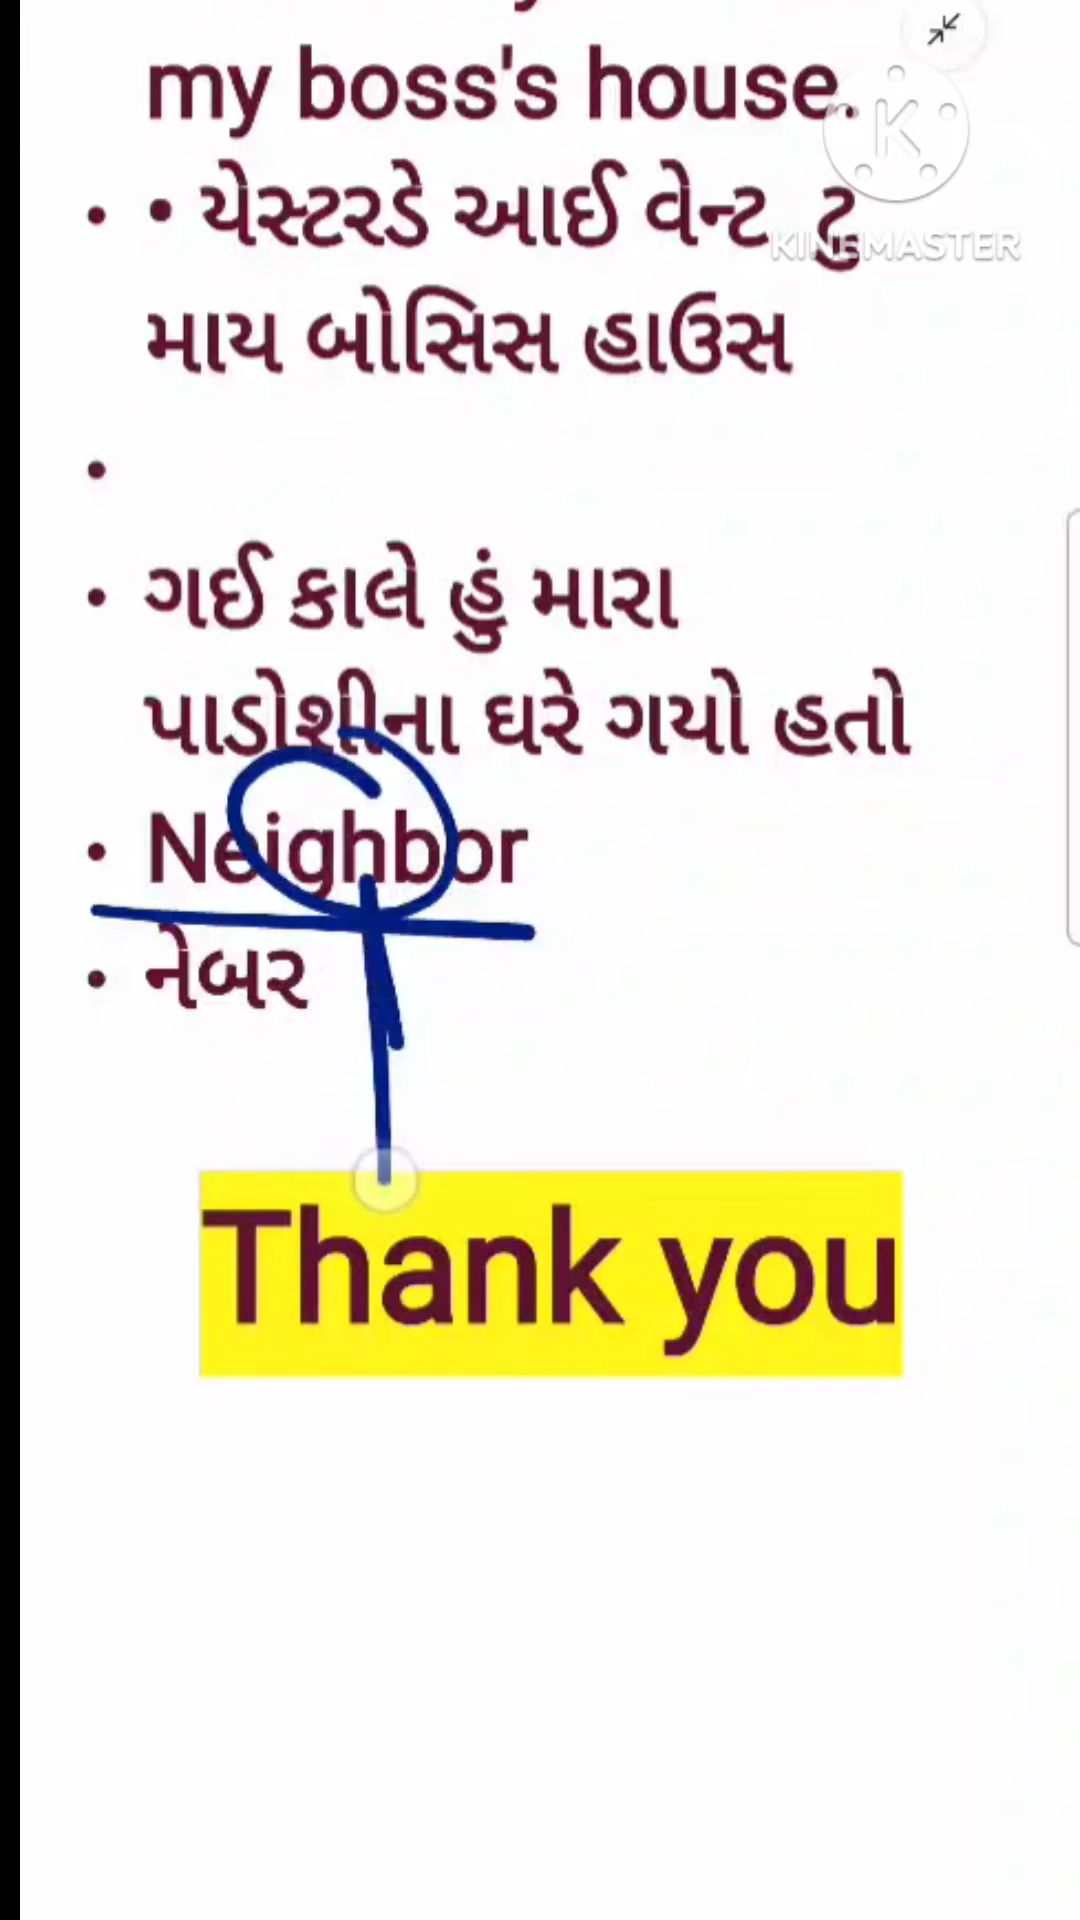 my boss's house.
• • યેસ્ટરડે આઈ વેન્ટ ટુ
માય બોસિસ હાઉસ
•
• ગઈ કાલે હું મારા
પાડોશીના ઘરે ગયો હતો
• Neighbor
• નેબર
Thank you
K
KINEMASTER